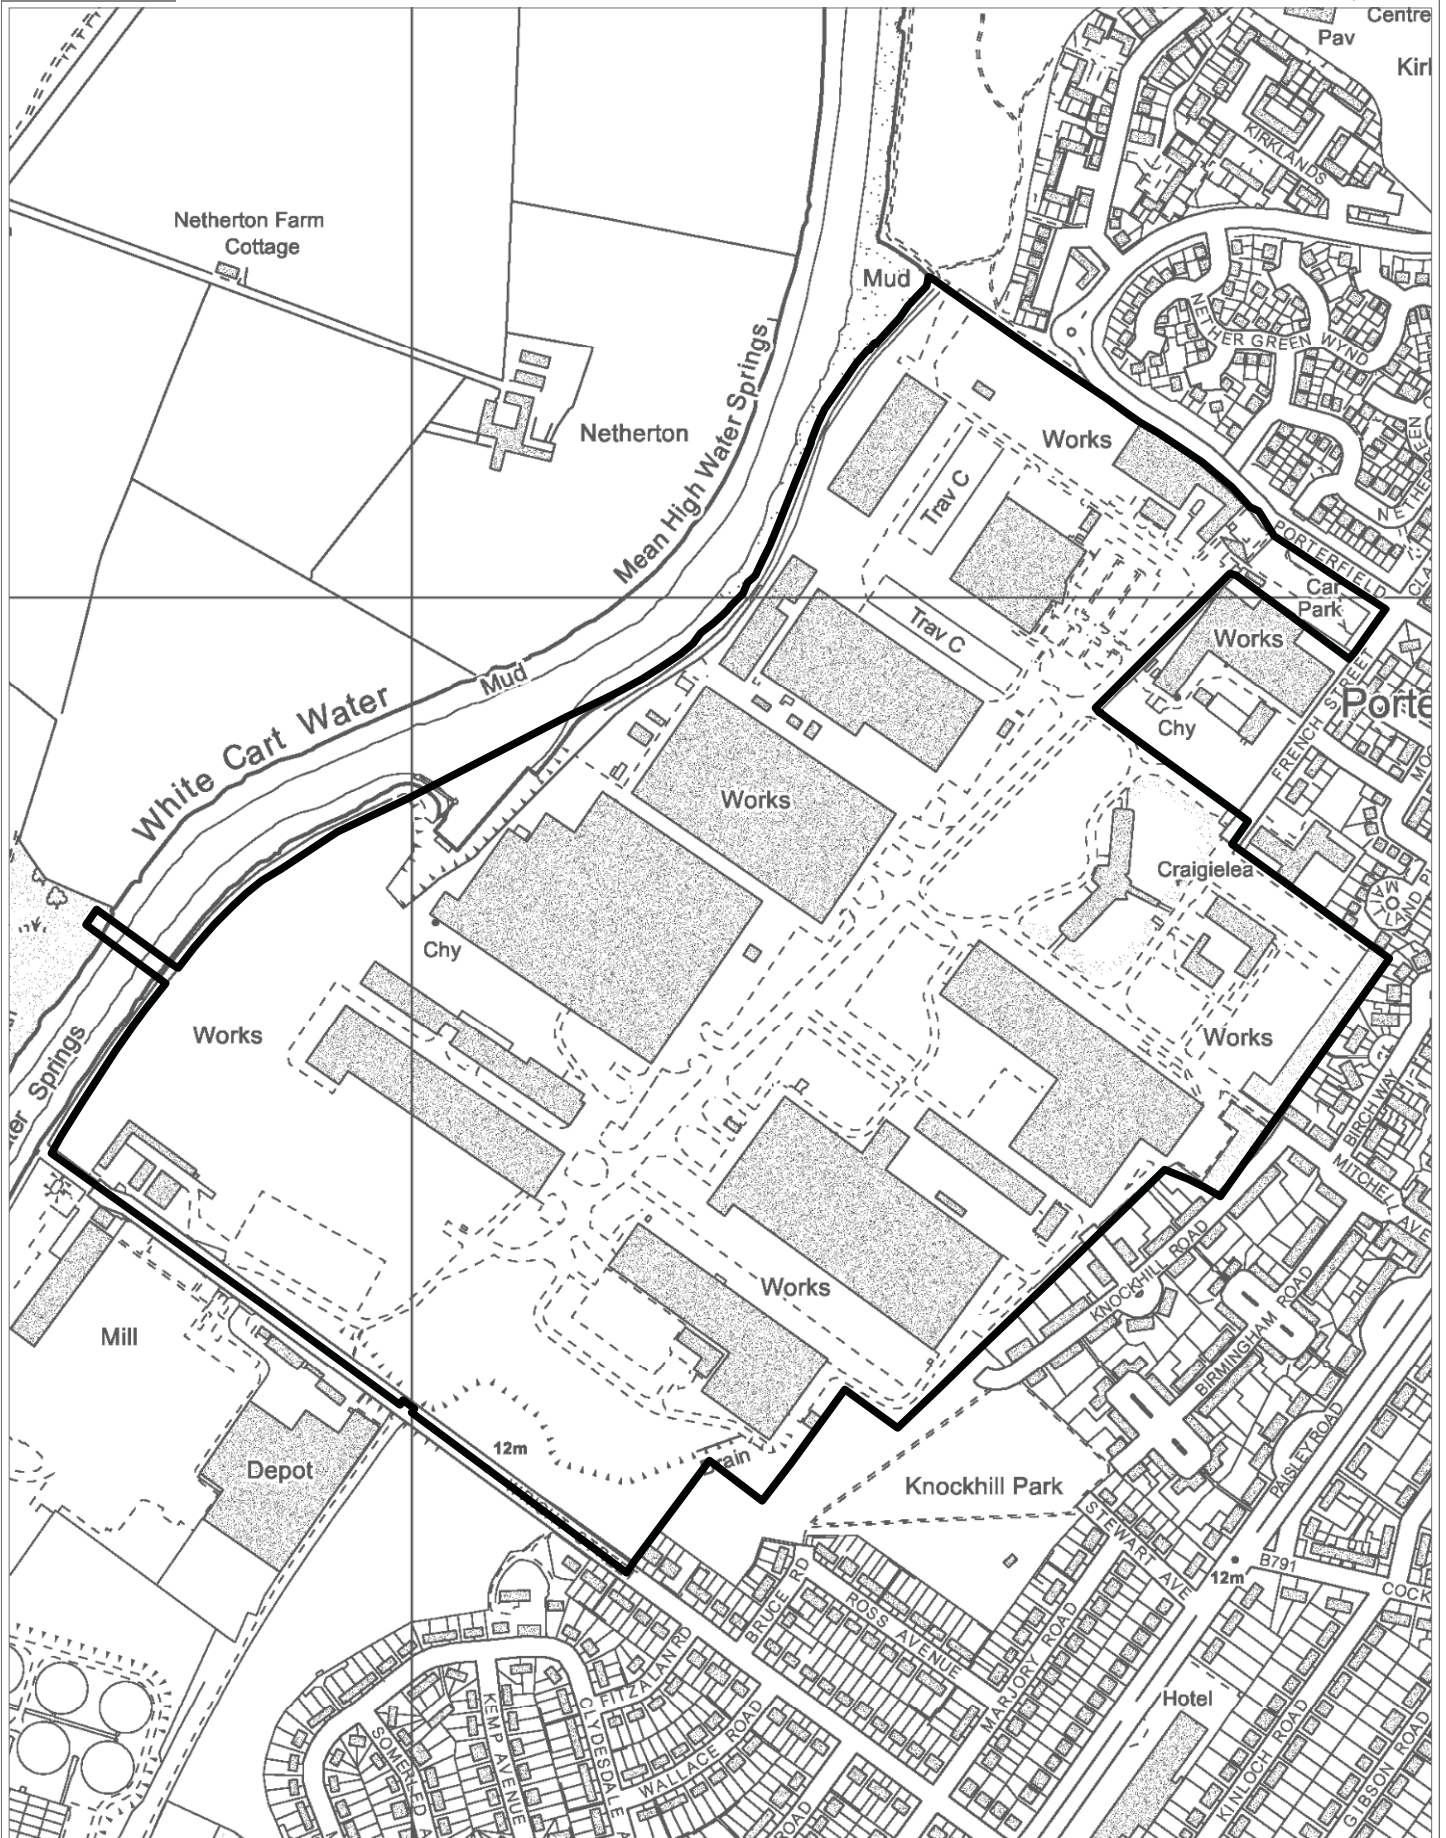 Centre
Pav
Kirl
KIRKLANDS
Netherton Farm
Cottage
Mud
NETHER GREEN WYND
Mean High Water Springs
Netherton
Works
Trav C
PORTERFIELD
Car
Park
Trav C
Works
Mud
FRENCH STREET
Porte
Chy
White Cart Water
Works
Craigielea
Chy
Works
Works
ter Springs
BIRCH WAY
MITCHELL AVE
KNOCKHILL ROAD
Works
BIRMINGHAM ROAD
Mill
PAISLEY ROAD
12m
Drain
Depot
Knockhill Park
STEWART AVE
B791
12m
COCK
BRUCE RD
ROSS AVENUE
MARJORY ROAD
FITZALAN RD
Hotel
KEMP AVENUE
CLYDESDALE A
WALLACE ROAD
SOMERLED A
ROAD
KINLOCH ROAD
GIBSON ROAD